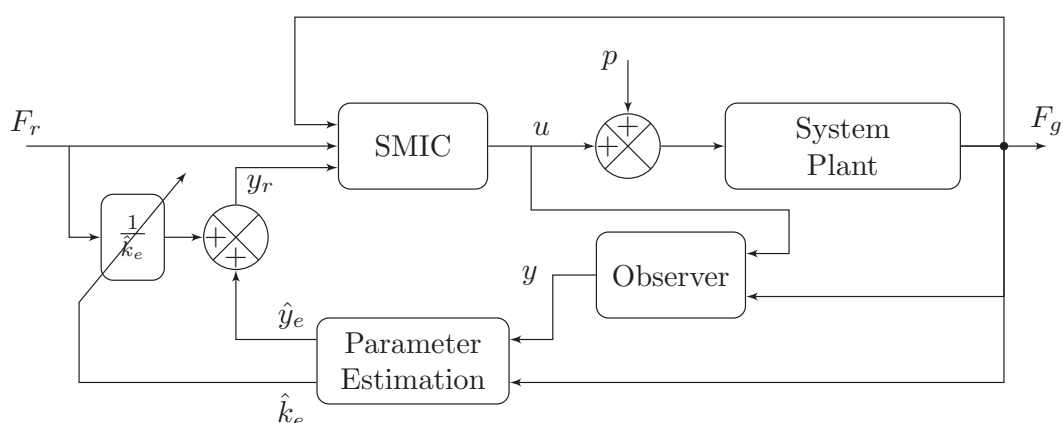 p
F_r
SMIC
u
+
+
System
Plant
F_g
y_r
1
k̂_e
+
+
y
Observer
ŷ_e
Parameter
Estimation
k̂_e